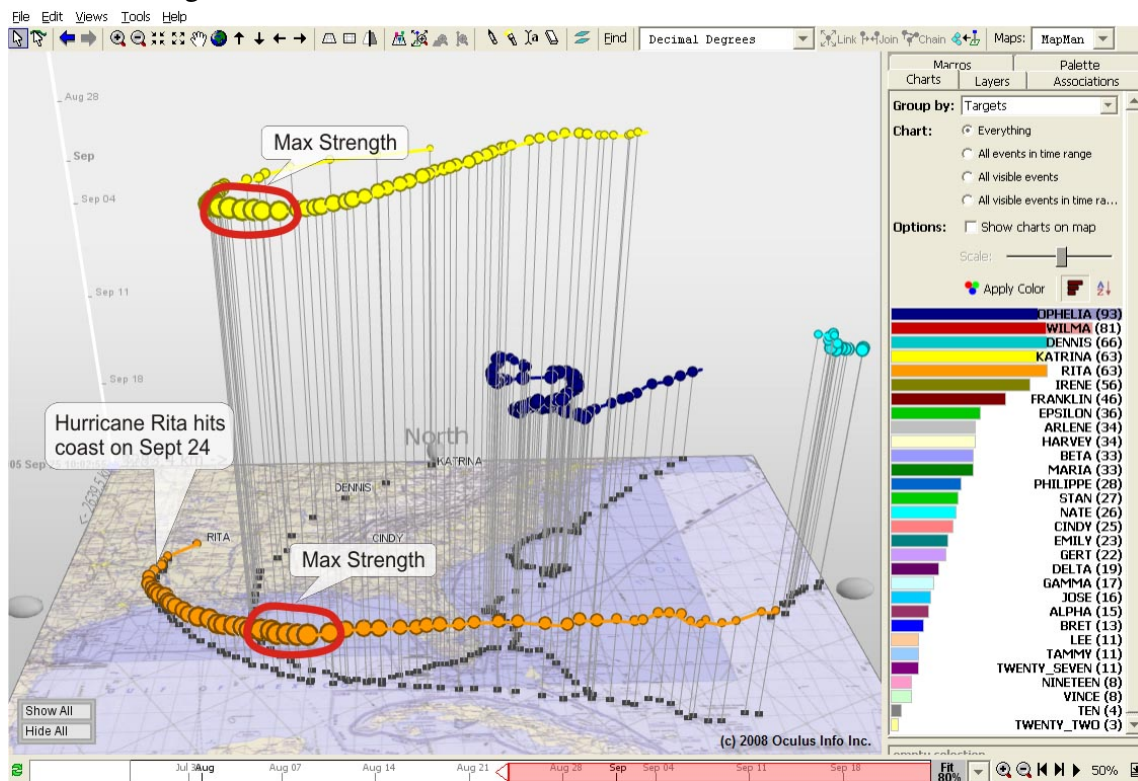 File Edit Views Tools Help
Find Decimal Degrees Link Join Chain Maps: MapMan
Macros Palette
Charts Layers Associations
Group by: Targets
Chart: Everything
All events in time range
All visible events
All visible events in time ra...
Options: Show charts on map
Scale:
Apply Color
OPHELIA (93)
WILMA (81)
DENNIS (66)
KATRINA (63)
RITA (63)
IRENE (56)
FRANKLIN (46)
EPSILON (36)
ARLENE (34)
HARVEY (34)
BETA (33)
MARIA (33)
PHILIPPE (28)
STAN (27)
NATE (26)
CINDY (25)
EMILY (23)
GERT (22)
DELTA (19)
GAMMA (17)
JOSE (16)
ALPHA (15)
BRET (13)
LEE (11)
TAMMY (11)
TWENTY_SEVEN (11)
NINETEEN (8)
VINCE (8)
TEN (4)
TWENTY_TWO (3)
Aug 28
Max Strength
Sep
Sep 04
Sep 11
Sep 18
Hurricane Rita hits
coast on Sept 24
North
KATRINA
DENNIS
RITA
CINDY
Max Strength
Show All
Hide All
(c) 2008 Oculus Info Inc.
Aug Aug 07 Aug 14 Aug 21 Aug 28 Sep Sep 04 Sep 11 Sep 18
Fit
80%
50%